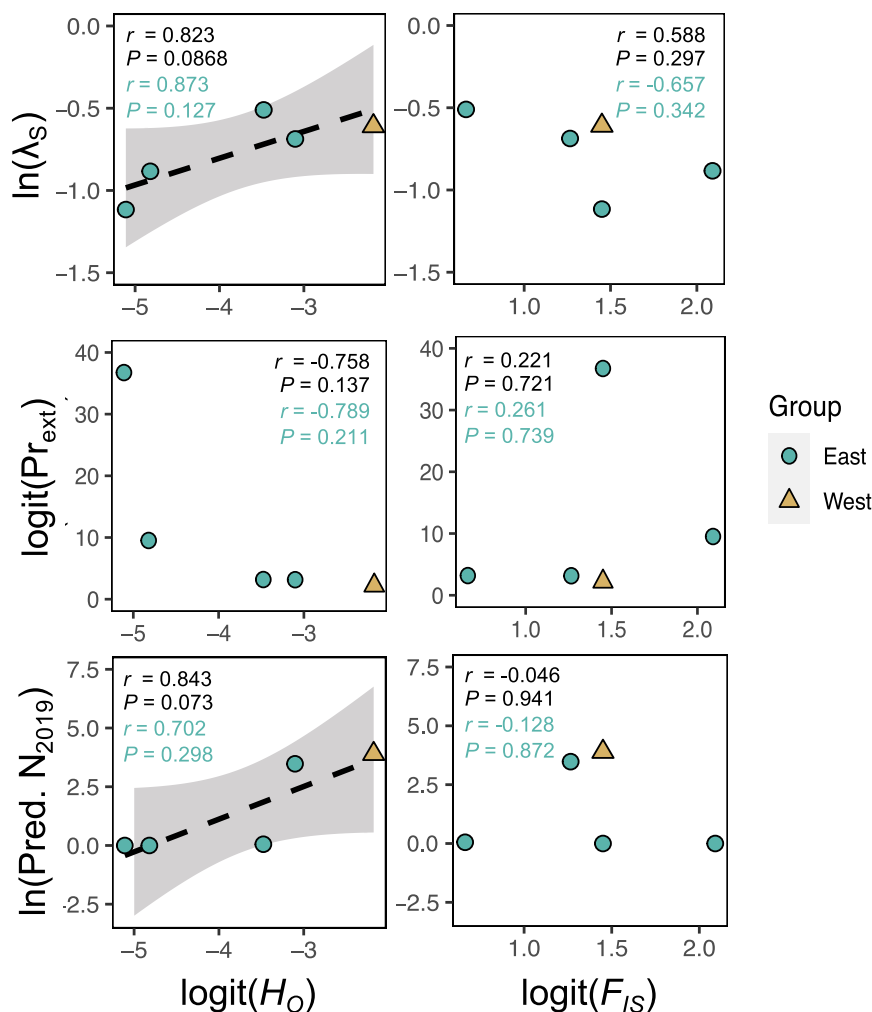 ln(λS)
0.0
−0.5
−1.0
−1.5
r = 0.823
P = 0.0868
r = 0.873
P = 0.127
−5
−4
−3
0.0
−0.5
−1.0
−1.5
r = 0.588
P = 0.297
r = -0.657
P = 0.342
1.0
1.5
2.0
logit(Prext)
40
30
20
10
0
r = -0.758
P = 0.137
r = -0.789
P = 0.211
−5
−4
−3
40
30
20
10
0
r = 0.221
P = 0.721
r = 0.261
P = 0.739
1.0
1.5
2.0
Group
East
West
ln(Pred. N2019)
7.5
5.0
2.5
0.0
−2.5
r = 0.843
P = 0.073
r = 0.702
P = 0.298
−5
−4
−3
logit(HO)
7.5
5.0
2.5
0.0
−2.5
r = -0.046
P = 0.941
r = -0.128
P = 0.872
1.0
1.5
2.0
logit(FIS)